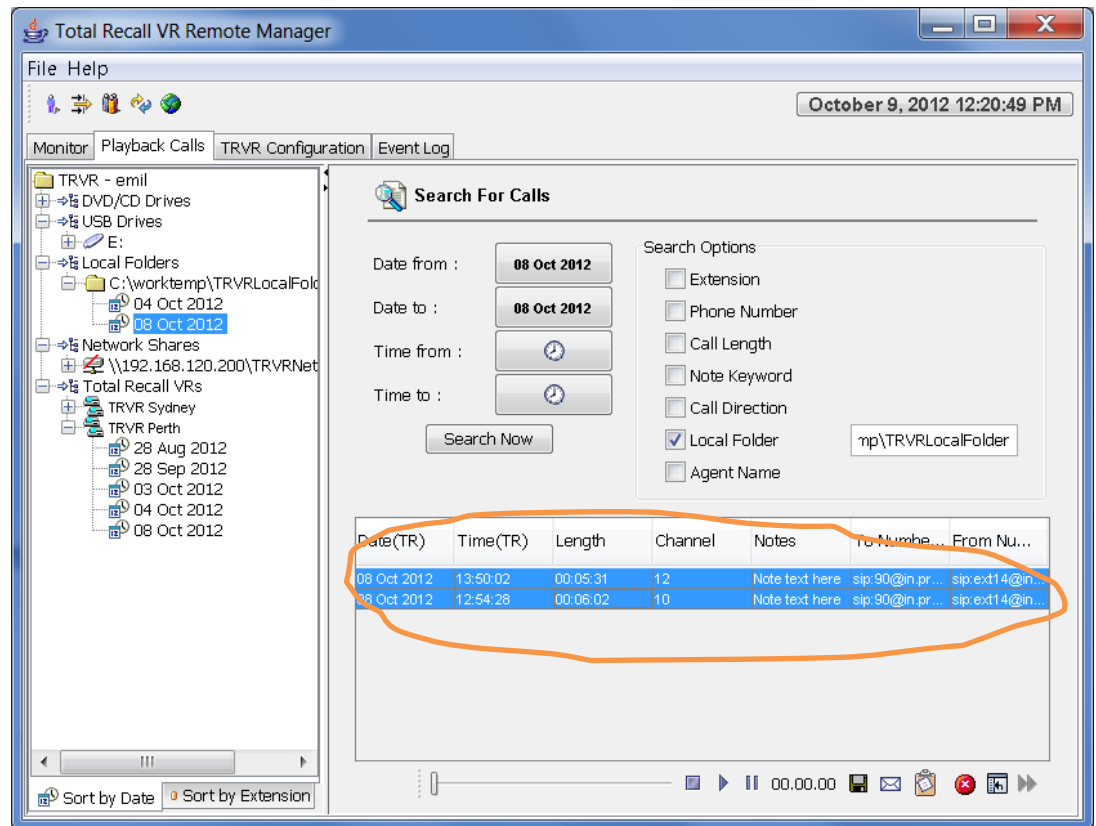 Total Recall VR Remote Manager
File Help
October 9, 2012 12:20:49 PM
Monitor Playback Calls TRVR Configuration Event Log
TRVR - emil
DVD/CD Drives
USB Drives
E:
Local Folders
C:\worktemp\TRVRLocalFold
04 Oct 2012
08 Oct 2012
Network Shares
\\192.168.120.200\TRVRNet
Total Recall VRs
TRVR Sydney
TRVR Perth
28 Aug 2012
28 Sep 2012
03 Oct 2012
04 Oct 2012
08 Oct 2012
Sort by Date Sort by Extension
Search For Calls
Date from : 08 Oct 2012
Date to : 08 Oct 2012
Time from :
Time to :
Search Now
Search Options
Extension
Phone Number
Call Length
Note Keyword
Call Direction
Local Folder mp\TRVRLocalFolder
Agent Name
Date(TR) Time(TR) Length Channel Notes To Numbe... From Nu...
08 Oct 2012 13:50:02 00:05:31 12 Note text here sip:90@in.pr... sip:ext14@in...
08 Oct 2012 12:54:28 00:06:02 10 Note text here sip:90@in.pr... sip:ext14@in...
00.00.00